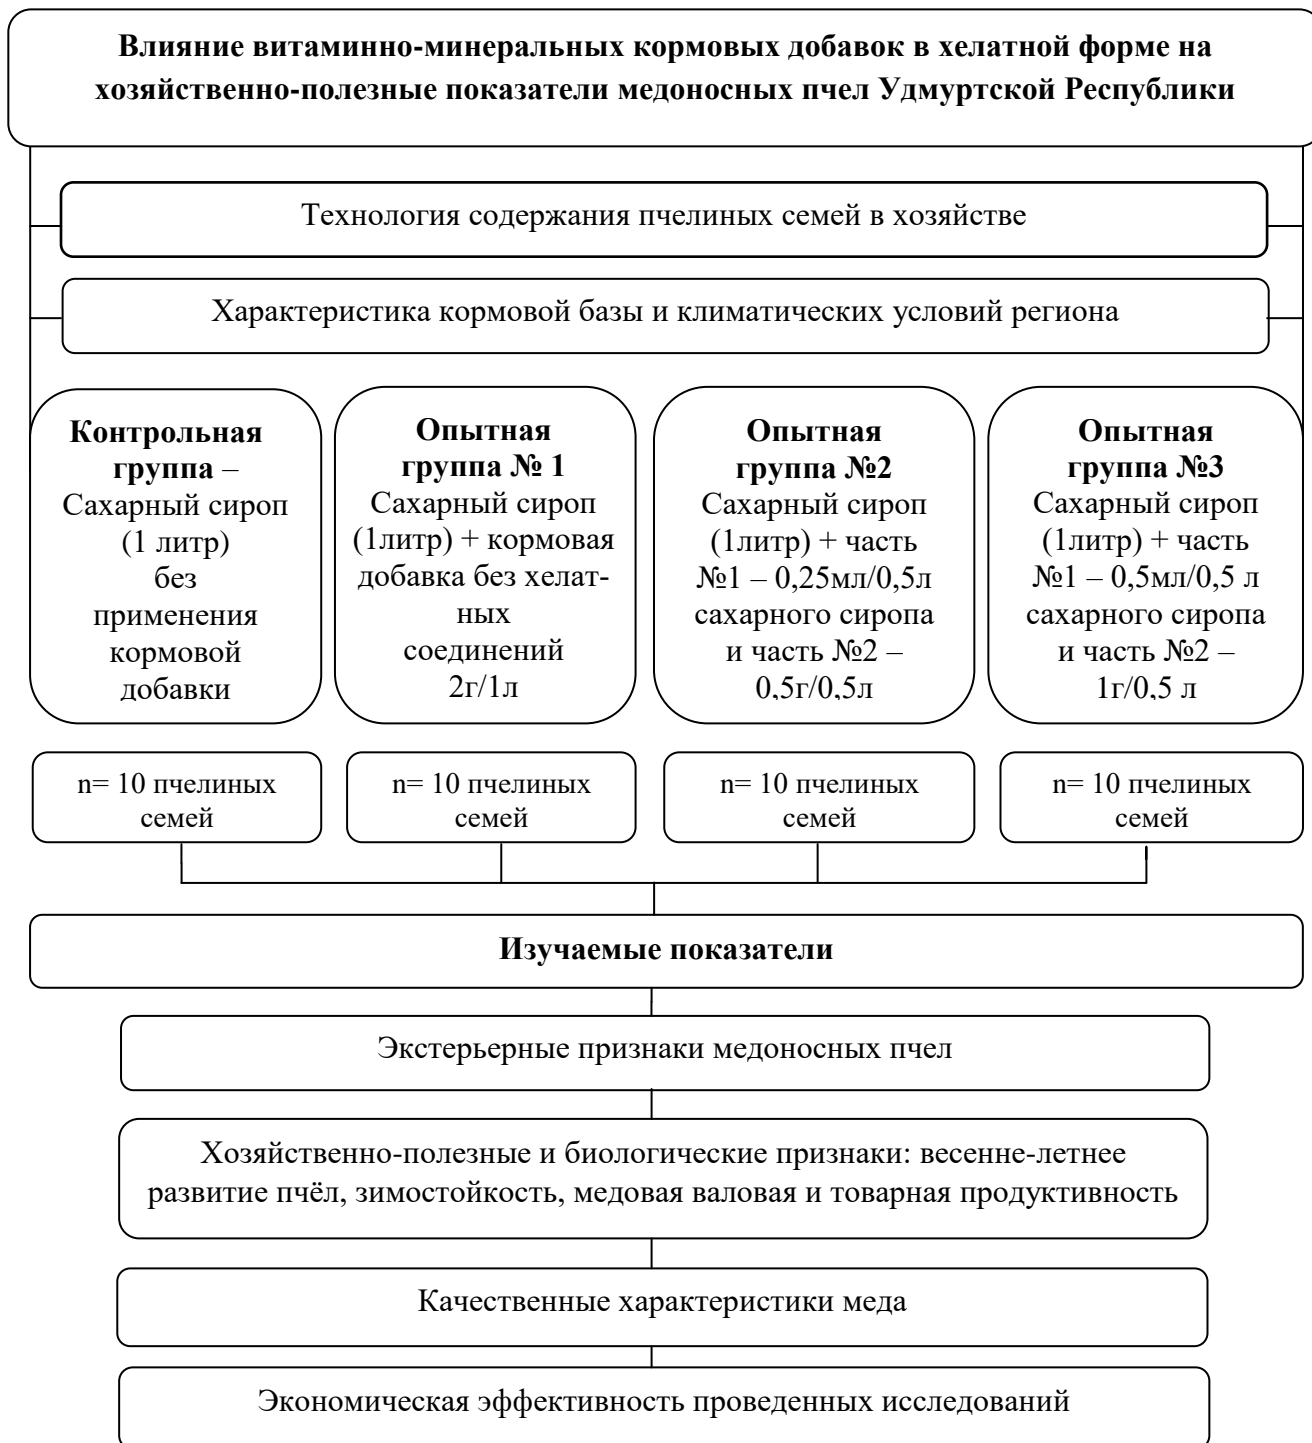 Влияние витаминно-минеральных кормовых добавок в хелатной форме на
хозяйственно-полезные показатели медоносных пчел Удмуртской Республики
Технология содержания пчелиных семей в хозяйстве
Характеристика кормовой базы и климатических условий региона
Контрольная
группа –
Сахарный сироп
(1 литр)
без
применения
кормовой
добавки
Опытная
группа № 1
Сахарный сироп
(1литр) + кормовая
добавка без хелат-
ных
соединений
2г/1л
Опытная
группа №2
Сахарный сироп
(1литр) + часть
№1 – 0,25мл/0,5л
сахарного сиропа
и часть №2 –
0,5г/0,5л
Опытная
группа №3
Сахарный сироп
(1литр) + часть
№1 – 0,5мл/0,5 л
сахарного сиропа
и часть №2 –
1г/0,5 л
n= 10 пчелиных
семей
n= 10 пчелиных
семей
n= 10 пчелиных
семей
n= 10 пчелиных
семей
Изучаемые показатели
Экстерьерные признаки медоносных пчел
Хозяйственно-полезные и биологические признаки: весенне-летнее
развитие пчёл, зимостойкость, медовая валовая и товарная продуктивность
Качественные характеристики меда
Экономическая эффективность проведенных исследований